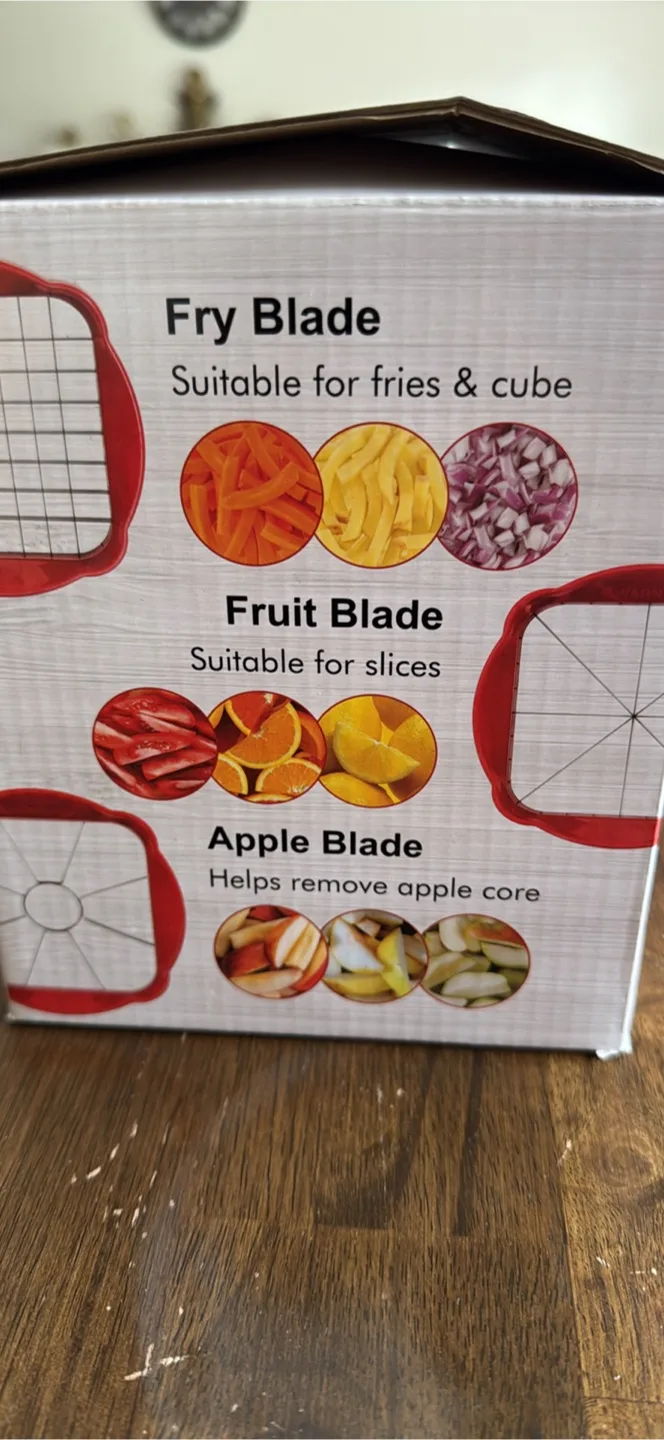 Fry Blade
Suitable for fries & cube
Fruit Blade
Suitable for slices
Apple Blade
Helps remove apple core